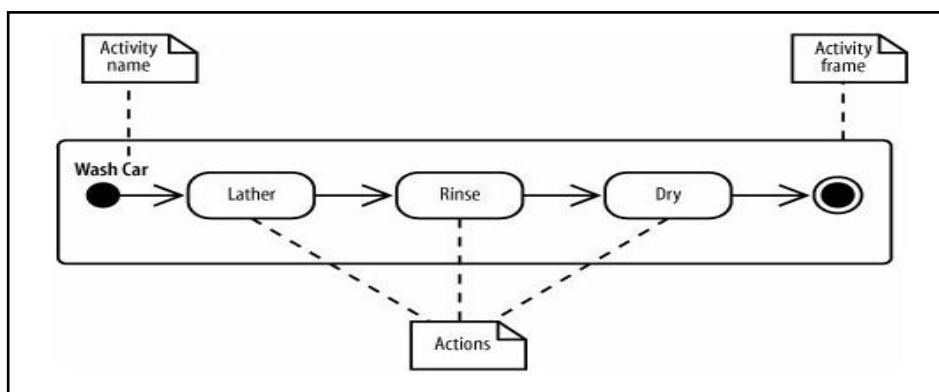 Activity
name
Activity
frame
Wash Car
Lather
Rinse
Dry
Actions